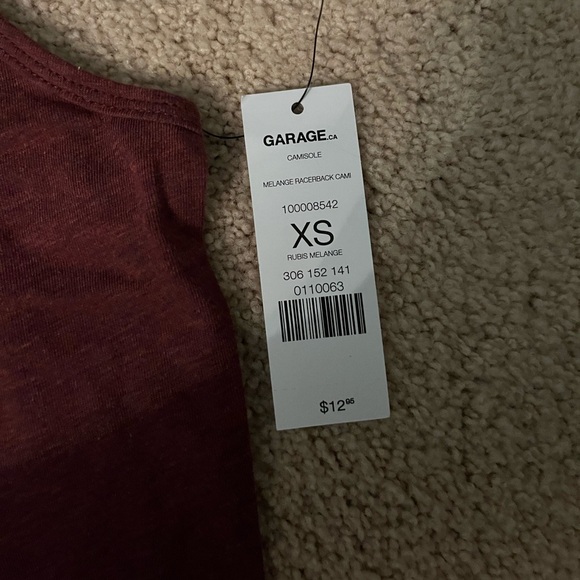 GARAGE.CA
CAMISOLE
MELANGE RACERBACK CAMI
100008542
XS
RUBIS MELANGE
306 152 141
0110063
$12.95